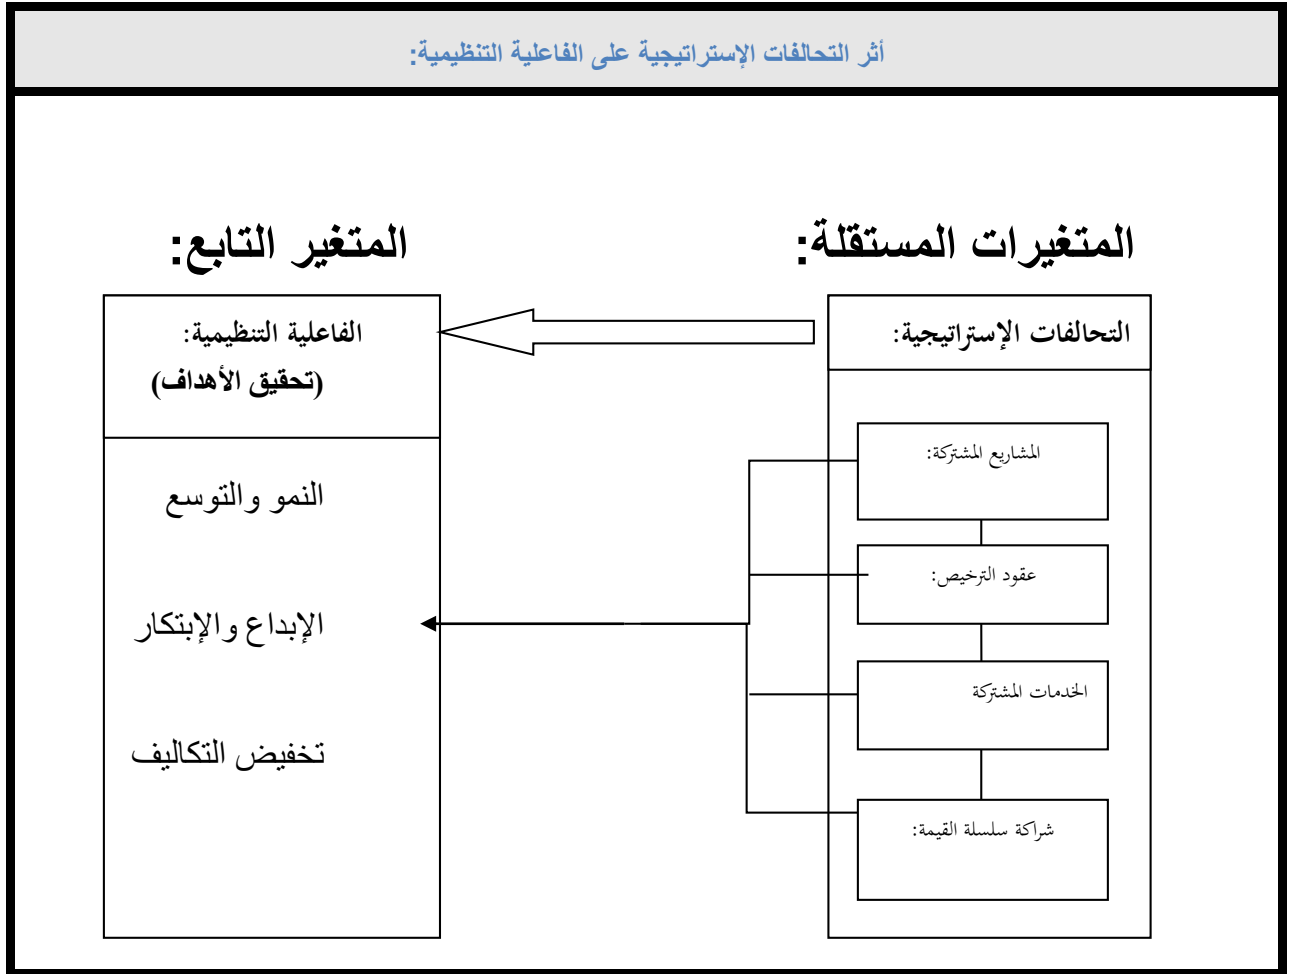 أثر التحالفات الإستراتيجية على الفاعلية التنظيمية:
المتغيرات المستقلة:
المتغير التابع:
التحالفات الإستراتيجية:
المشاريع المشتركة:
عقود الترخيص:
الخدمات المشتركة
شراكة سلسلة القيمة:
الفاعلية التنظيمية:
(تحقيق الأهداف)
النمو والتوسع
الإبداع والإبتكار
تخفيض التكاليف